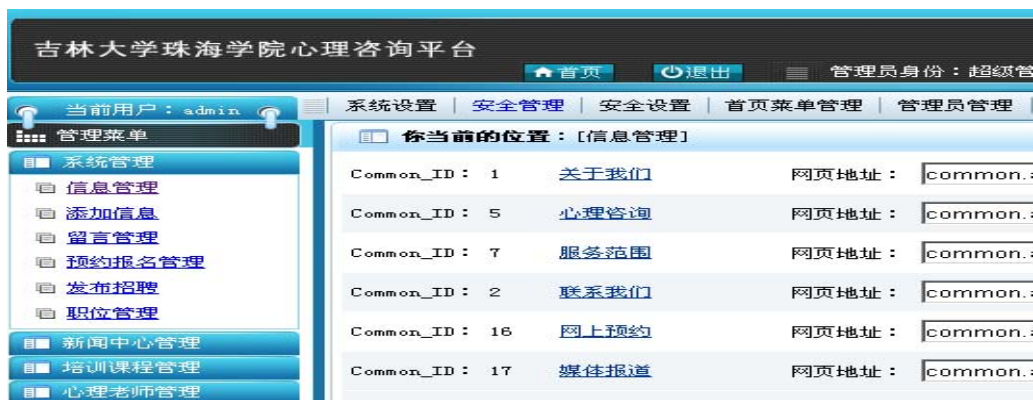 吉林大学珠海学院心理咨询平台
首页 退出 管理员身份：超级管
当前用户：admin
系统设置 安全管理 安全设置 首页菜单管理 管理员管理
管理菜单
你当前的位置：[信息管理]
系统管理
信息管理
添加信息
留言管理
预约报名管理
发布招聘
职位管理
新闻中心管理
培训课程管理
心理老师管理
Common_ID： 1 关于我们 网页地址： common.
Common_ID： 5 心理咨询 网页地址： common.
Common_ID： 7 服务范围 网页地址： common.
Common_ID： 2 联系我们 网页地址： common.
Common_ID： 16 网上预约 网页地址： common.
Common_ID： 17 媒体报道 网页地址： common.